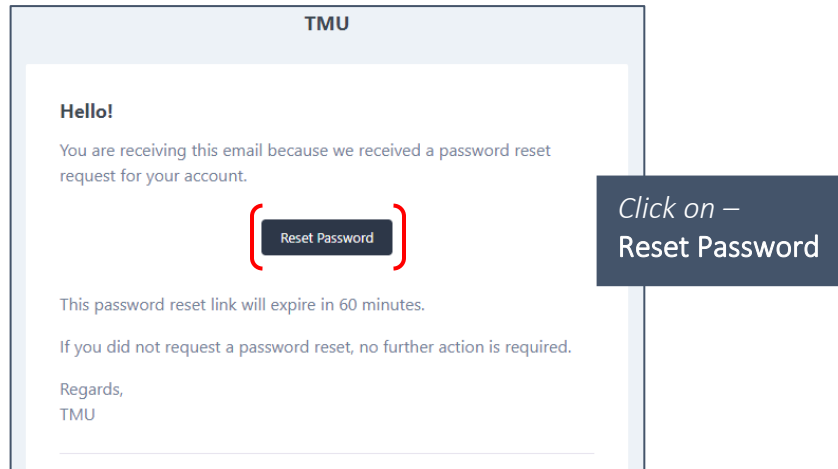 TMU
Hello!
You are receiving this email because we received a password reset
request for your account.
Reset Password
Click on –
Reset Password
This password reset link will expire in 60 minutes.
If you did not request a password reset, no further action is required.
Regards,
TMU